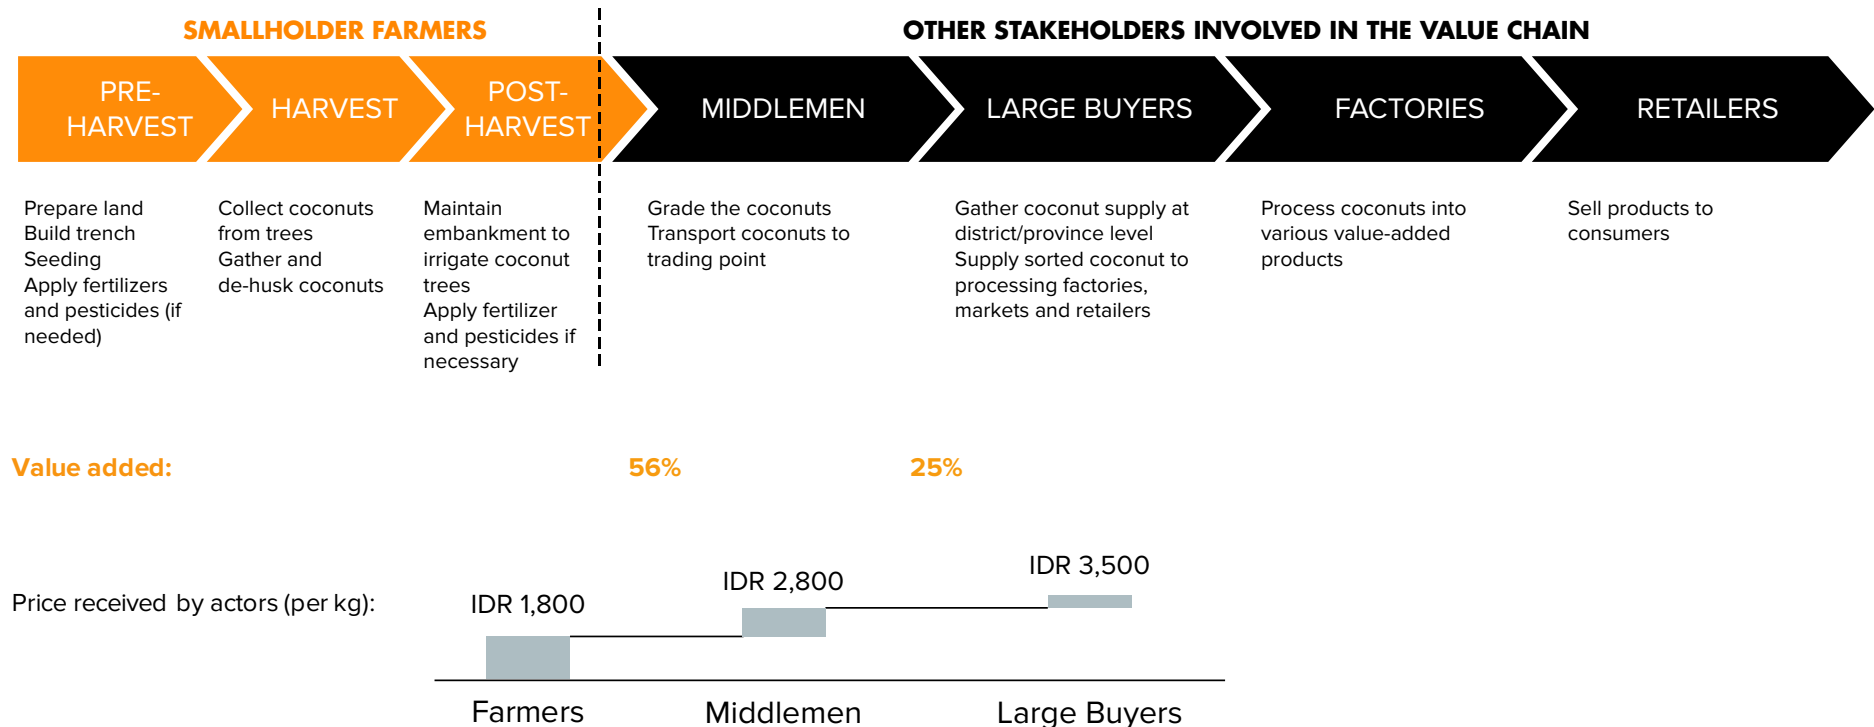 SMALLHOLDER FARMERS
OTHER STAKEHOLDERS INVOLVED IN THE VALUE CHAIN
PRE-
HARVEST
HARVEST
POST-
HARVEST
MIDDLEMEN
LARGE BUYERS
FACTORIES
RETAILERS
Prepare land
Build trench
Seeding
Apply fertilizers
and pesticides (if
needed)
Collect coconuts
from trees
Gather and
de-husk coconuts
Maintain
embankment to
irrigate coconut
trees
Apply fertilizer
and pesticides if
necessary
Grade the coconuts
Transport coconuts to
trading point
Gather coconut supply at
district/province level
Supply sorted coconut to
processing factories,
markets and retailers
Process coconuts into
various value-added
products
Sell products to
consumers
Value added:
56%
25%
Price received by actors (per kg):
IDR 1,800
IDR 2,800
IDR 3,500
Farmers
Middlemen
Large Buyers